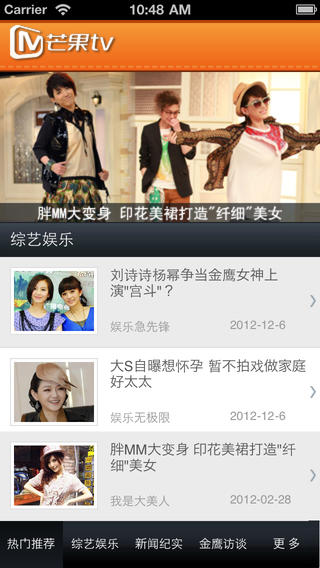 Carrier 10:48 AM
芒果tv
胖MM大变身 印花美裙打造"纤细"美女
综艺娱乐
刘诗诗杨幂争当金鹰女神上
演"宫斗"？
娱乐急先锋 2012-12-6
大S自曝想怀孕 暂不拍戏做家庭
好太太
娱乐无极限 2012-12-6
胖MM大变身 印花美裙打造"纤
细"美女
我是大美人 2012-02-28
热门推荐 综艺娱乐 新闻纪实 金鹰访谈 更 多